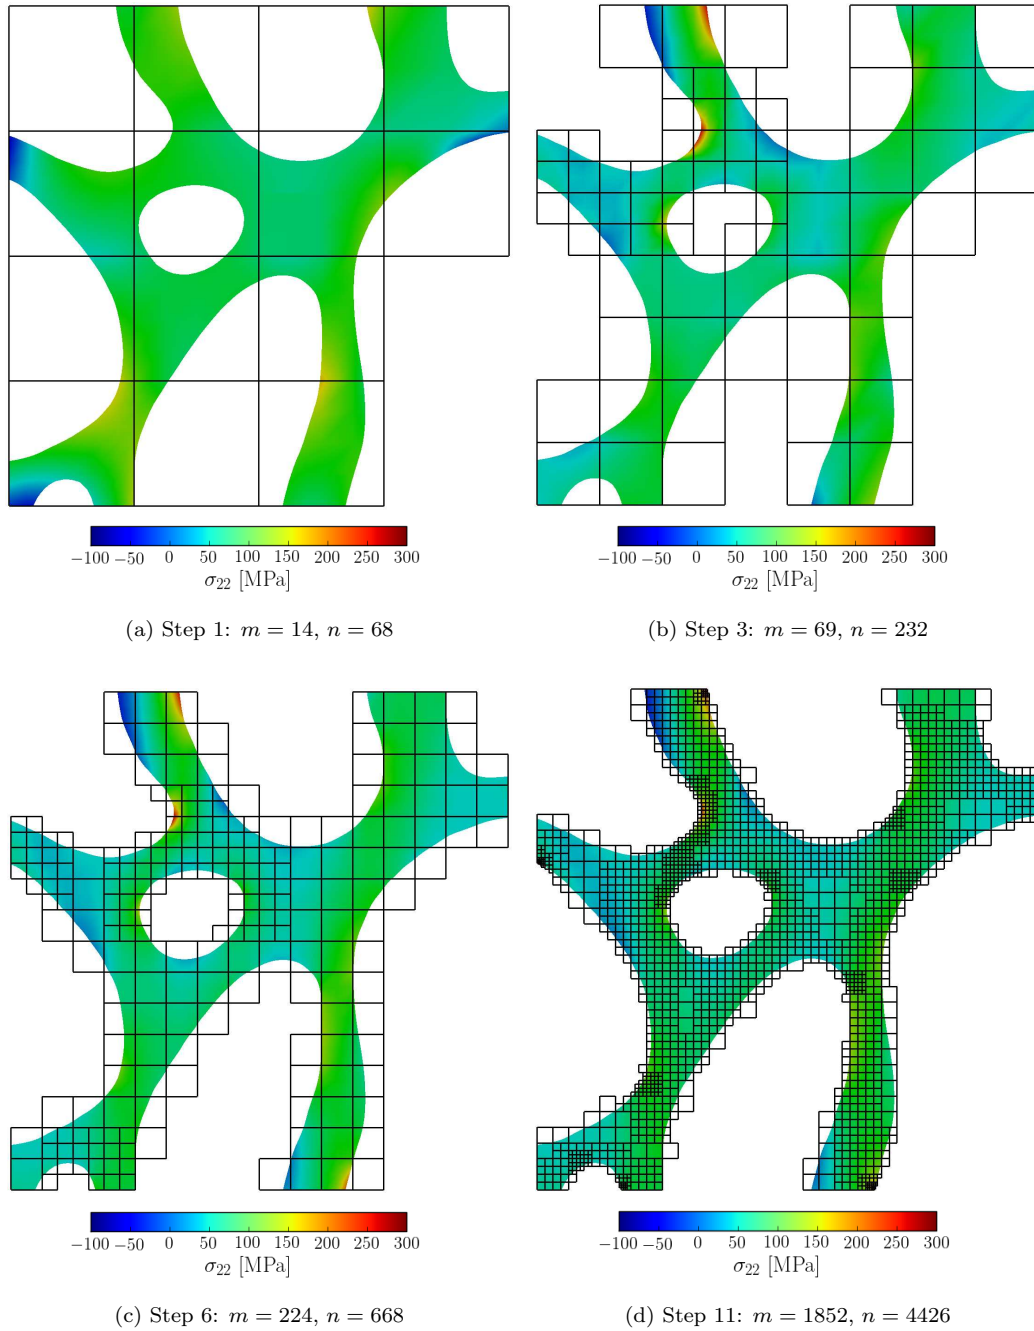 −100 −50 0 50 100 150 200 250 300
σ22 [MPa]
(a) Step 1: m = 14, n = 68
−100 −50 0 50 100 150 200 250 300
σ22 [MPa]
(b) Step 3: m = 69, n = 232
−100 −50 0 50 100 150 200 250 300
σ22 [MPa]
(c) Step 6: m = 224, n = 668
−100 −50 0 50 100 150 200 250 300
σ22 [MPa]
(d) Step 11: m = 1852, n = 4426